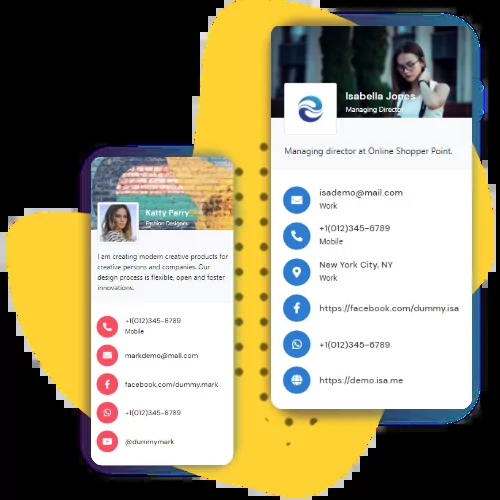 Isabella Jones
Managing Director
Managing director at Online Shopper Point.
isademo@mail.com
Work
+1(012)345-6789
Mobile
New York City, NY
Work
https://facebook.com/dummy.isa
+1(012)345-6789
https://demo.isa.me
Katty Perry
Fashion Designer
I am creating modern creative products for
creative persons and companies. Our
design process is flexible, open and foster
innovations.
+1(012)345-6789
Mobile
markdemo@mail.com
facebook.com/dummy.mark
+1(012)345-6789
@dummymark